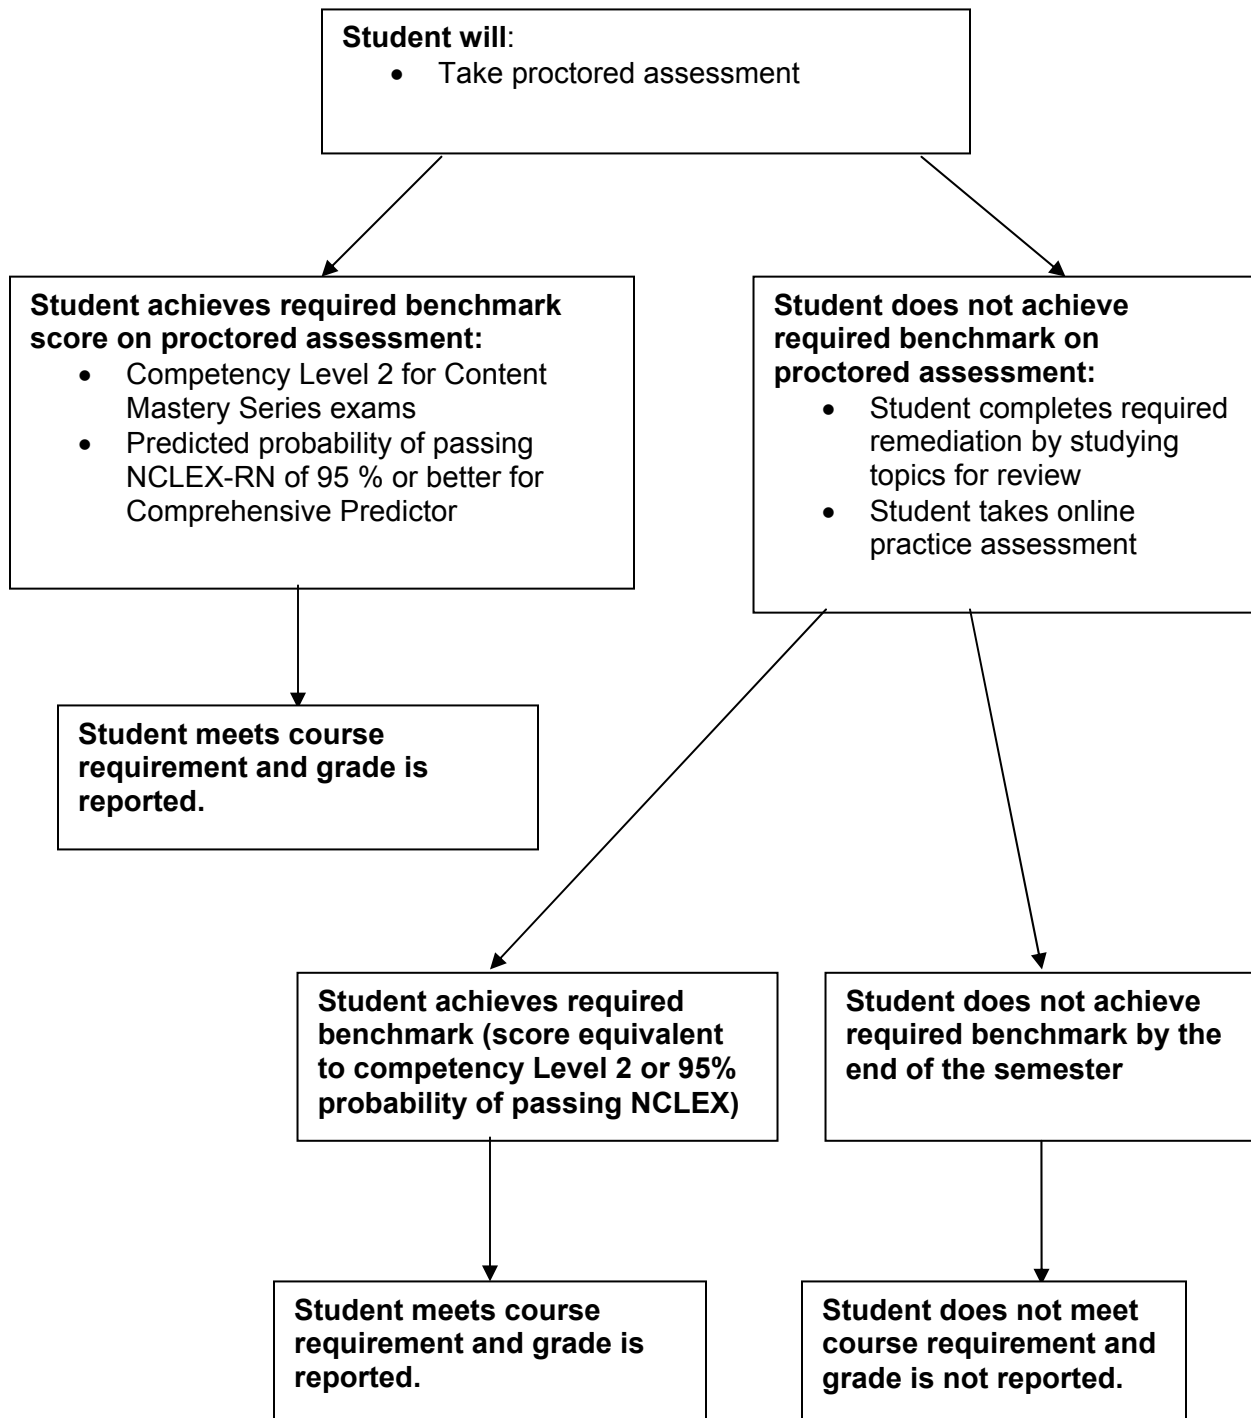 Student will:
• Take proctored assessment
Student achieves required benchmark
score on proctored assessment:
• Competency Level 2 for Content
Mastery Series exams
• Predicted probability of passing
NCLEX-RN of 95 % or better for
Comprehensive Predictor
Student does not achieve
required benchmark on
proctored assessment:
• Student completes required
remediation by studying
topics for review
• Student takes online
practice assessment
Student meets course
requirement and grade is
reported.
Student achieves required
benchmark (score equivalent
to competency Level 2 or 95%
probability of passing NCLEX)
Student does not achieve
required benchmark by the
end of the semester
Student meets course
requirement and grade is
reported.
Student does not meet
course requirement and
grade is not reported.